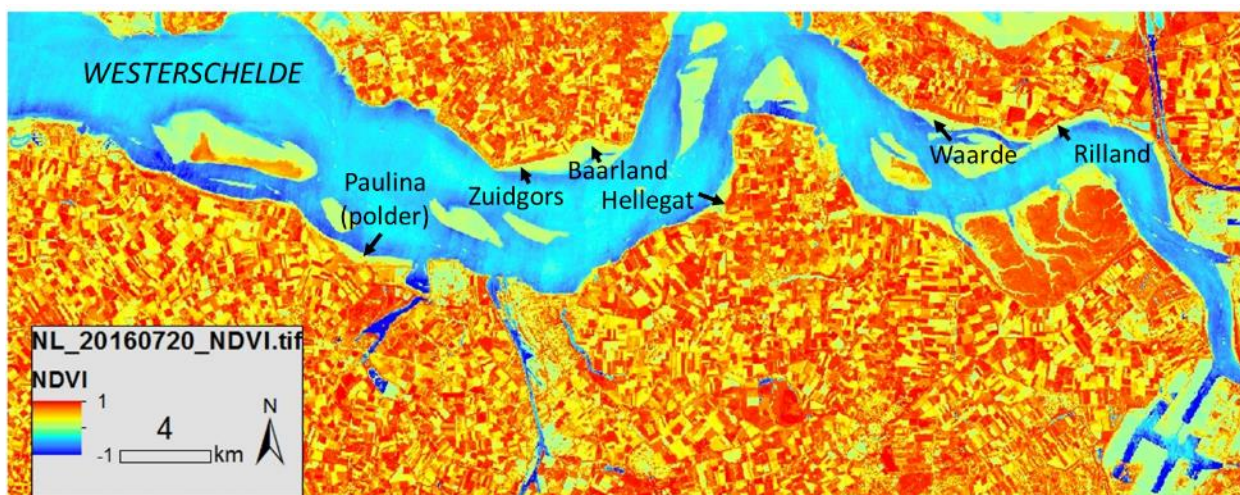 WESTERSCHELDE
Paulina
(polder)
Zuidgors
Baarland
Hellegat
Waarde
Rilland
NL_20160720_NDVI.tif
NDVI
1
-1
4
km
N